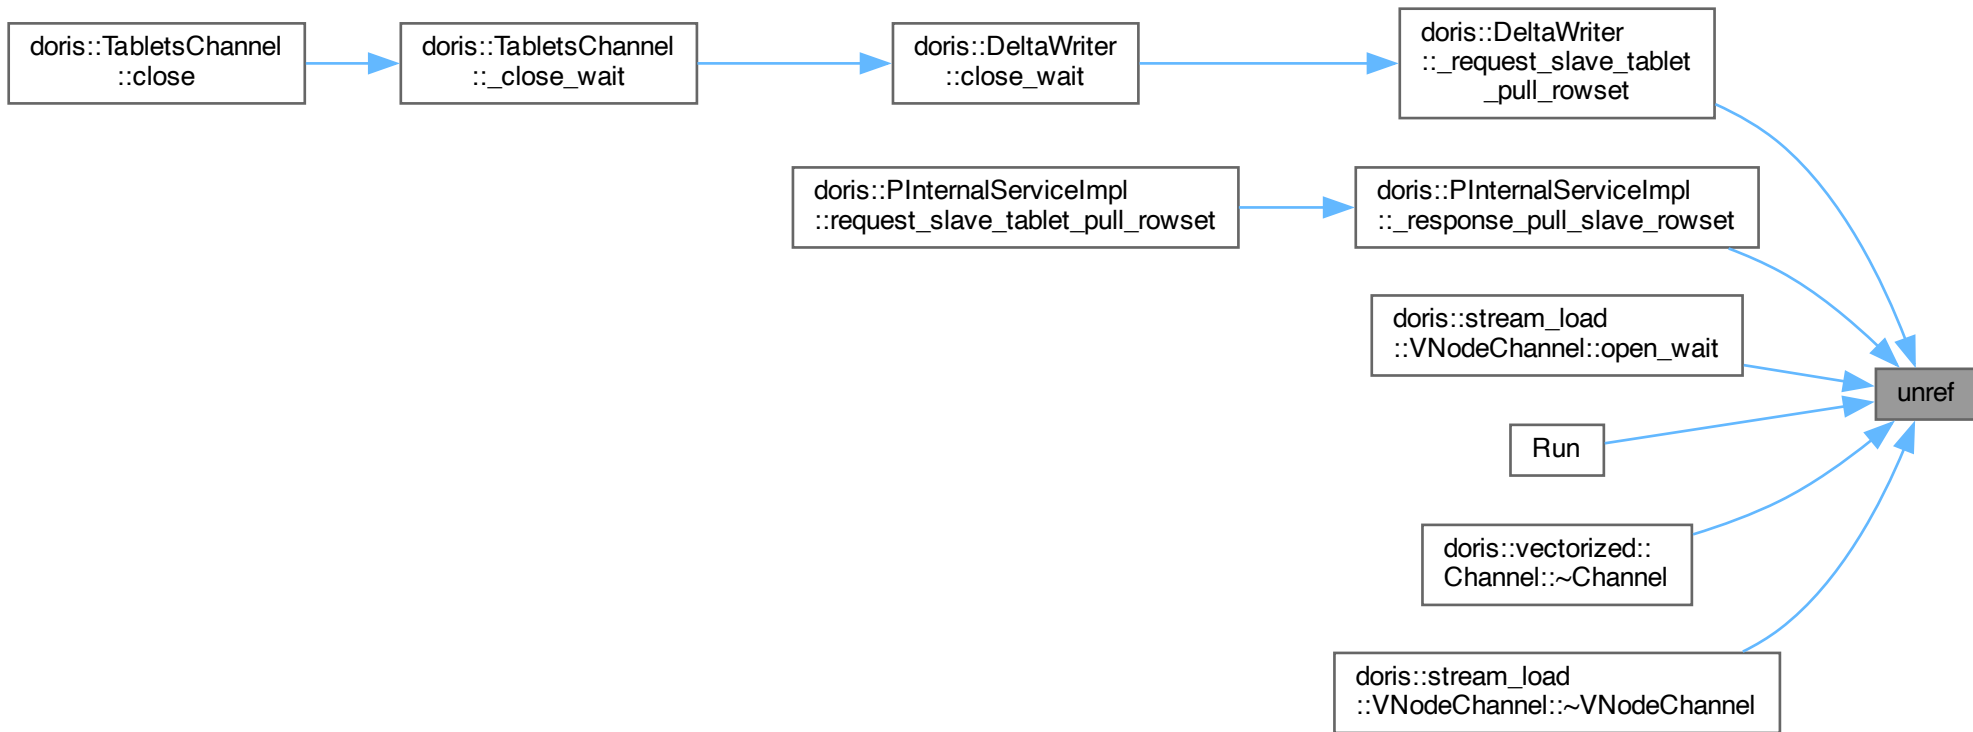 doris::TabletsChannel
::close
doris::TabletsChannel
::_close_wait
doris::DeltaWriter
::close_wait
doris::DeltaWriter
::_request_slave_tablet
_pull_rowset
doris::PInternalServiceImpl
::request_slave_tablet_pull_rowset
doris::PInternalServiceImpl
::_response_pull_slave_rowset
doris::stream_load
::VNodeChannel::open_wait
unref
Run
doris::vectorized::
Channel::~Channel
doris::stream_load
::VNodeChannel::~VNodeChannel